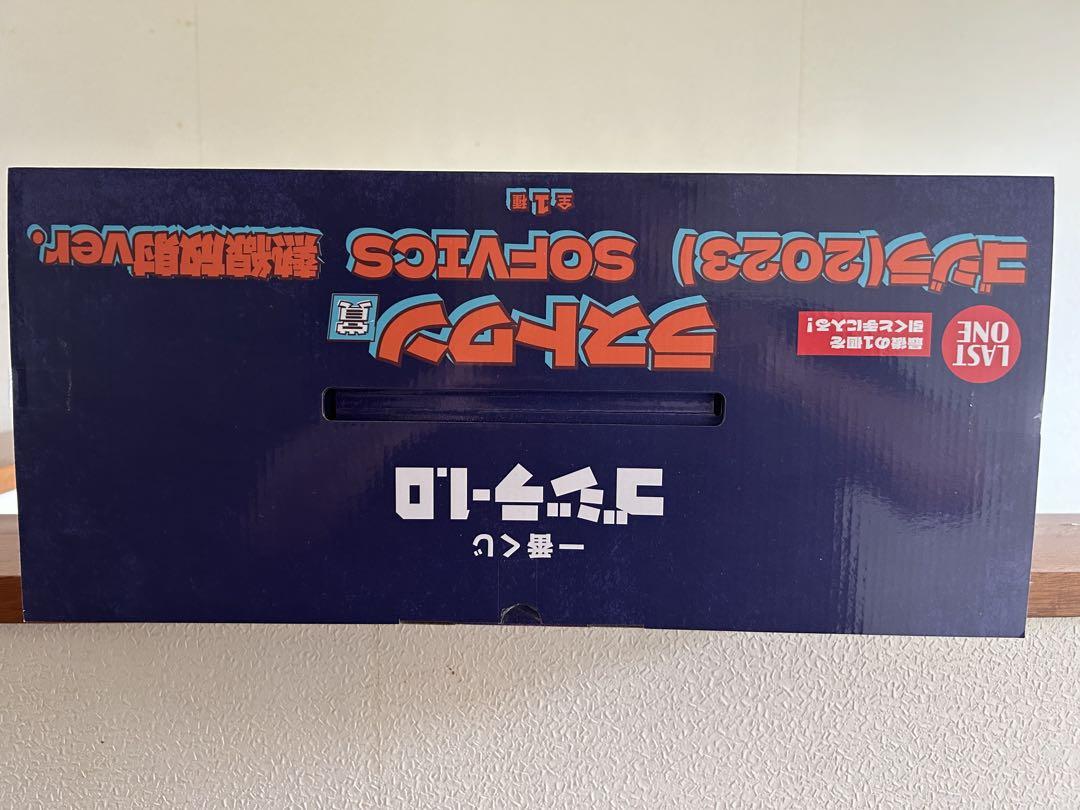 一番くじ
ゴジラ-1.0
LAST
ONE
最後の1個を
引くと手に入る!
ラストワン賞
ゴジラ(2023) SOFVICS 熱線放射ver.
全1種